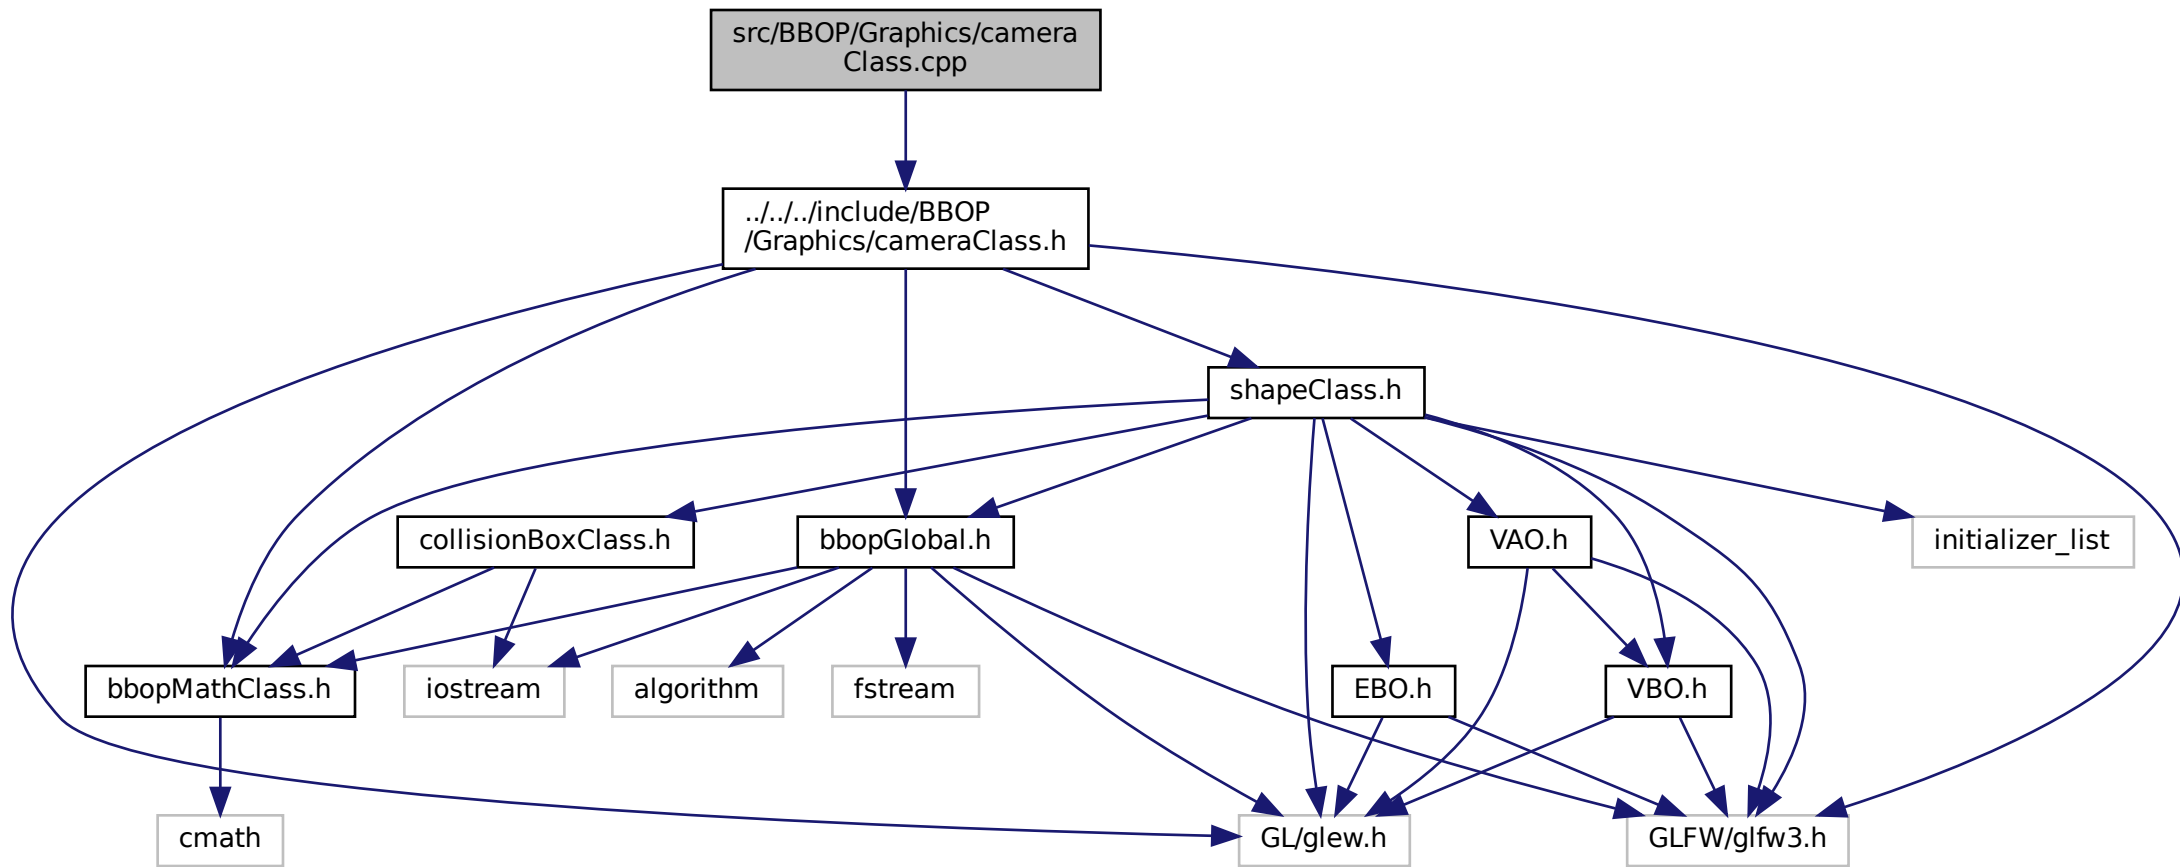 src/BBOP/Graphics/camera
Class.cpp
../../../include/BBOP
/Graphics/cameraClass.h
shapeClass.h
collisionBoxClass.h
bbopGlobal.h
VAO.h
initializer_list
bbopMathClass.h
iostream
algorithm
fstream
EBO.h
VBO.h
cmath
GL/glew.h
GLFW/glfw3.h